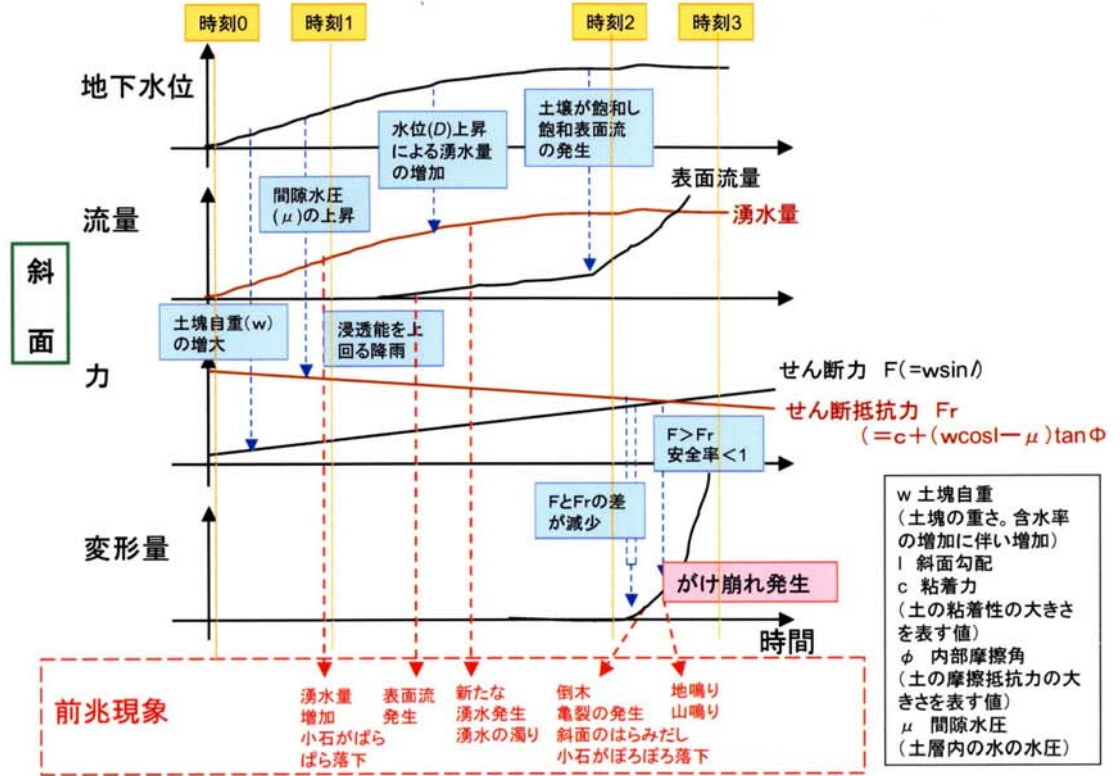 時刻0
時刻1
時刻2
時刻3
地下水位
水位(D)上昇
による湧水量
の増加
土壌が飽和し
飽和表面流
の発生
間隙水圧
(μ)の上昇
表面流量
湧水量
流量
斜
面
土塊自重(w)
の増大
浸透能を上
回る降雨
力
せん断力 F(=wsinl)
せん断抵抗力 Fr
(=c+(wcosl-μ)tanΦ
F>Fr
安全率<1
FとFrの差
が減少
変形量
がけ崩れ発生
時間
w 土塊自重
(土塊の重さ。含水率
の増加に伴い増加)
l 斜面勾配
c 粘着力
(土の粘着性の大きさ
を表す値)
φ 内部摩擦角
(土の摩擦抵抗力の大
きさを表す値)
μ 間隙水圧
(土層内の水の水圧)
前兆現象
湧水量
増加
小石がぱら
ぱら落下
表面流
発生
新たな
湧水発生
湧水の濁り
倒木
亀裂の発生
斜面のはらみだし
小石がぼろぼろ落下
地鳴り
山鳴り